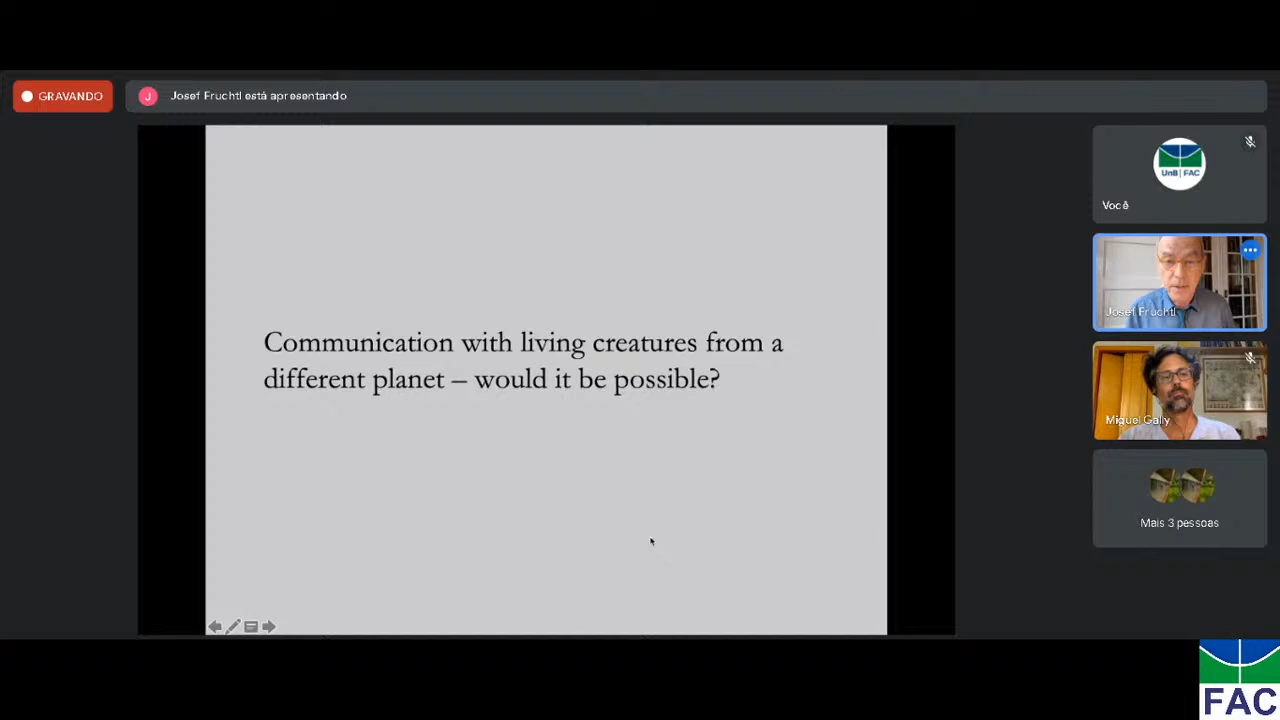 GRAVANDO
J
Josef Fruchtl está apresentando
Communication with living creatures from a
different planet – would it be possible?
UnB | FAC
Você
Josef Fruchtl
Miguel Gally
Mais 3 pessoas
FAC